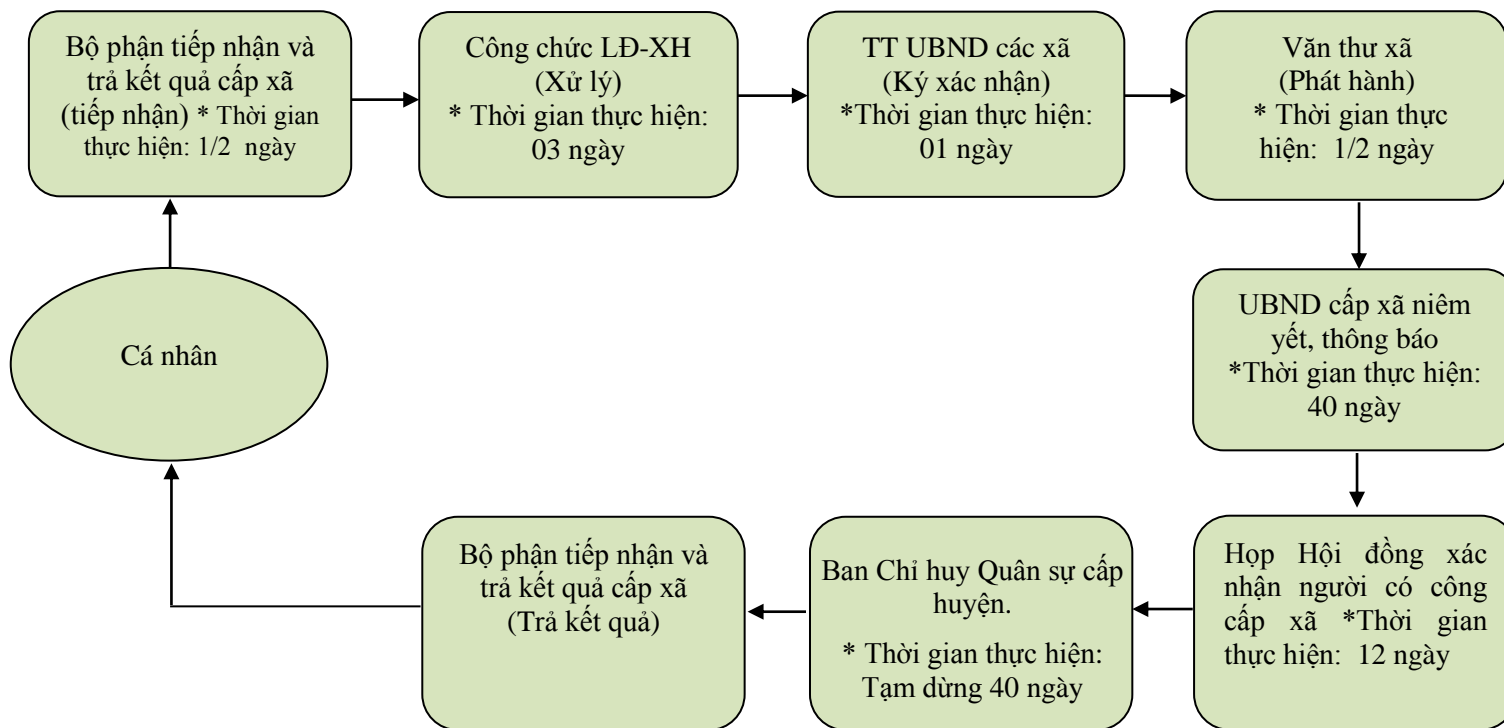 Bộ phận tiếp nhận và
trả kết quả cấp xã
(tiếp nhận) * Thời gian
thực hiện: 1/2 ngày
Công chức LĐ-XH
(Xử lý)
* Thời gian thực hiện:
03 ngày
TT UBND các xã
(Ký xác nhận)
*Thời gian thực hiện:
01 ngày
Văn thư xã
(Phát hành)
* Thời gian thực
hiện: 1/2 ngày
UBND cấp xã niêm
yết, thông báo
*Thời gian thực hiện:
40 ngày
Họp Hội đồng xác
nhận người có công
cấp xã *Thời gian
thực hiện: 12 ngày
Ban Chỉ huy Quân sự cấp
huyện.
* Thời gian thực hiện:
Tạm dừng 40 ngày
Bộ phận tiếp nhận và
trả kết quả cấp xã
(Trả kết quả)
Cá nhân